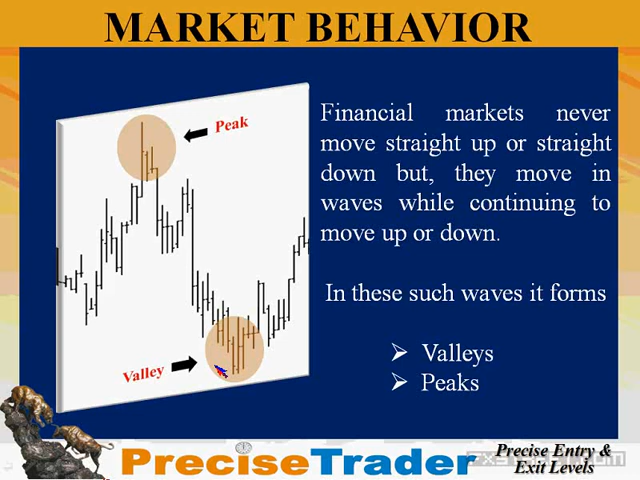 MARKET BEHAVIOR
Peak
Valley
Financial markets never
move straight up or straight
down but, they move in
waves while continuing to
move up or down.
In these such waves it forms
➢ Valleys
➢ Peaks
PreciseTrader
Precise Entry &
Exit Levels